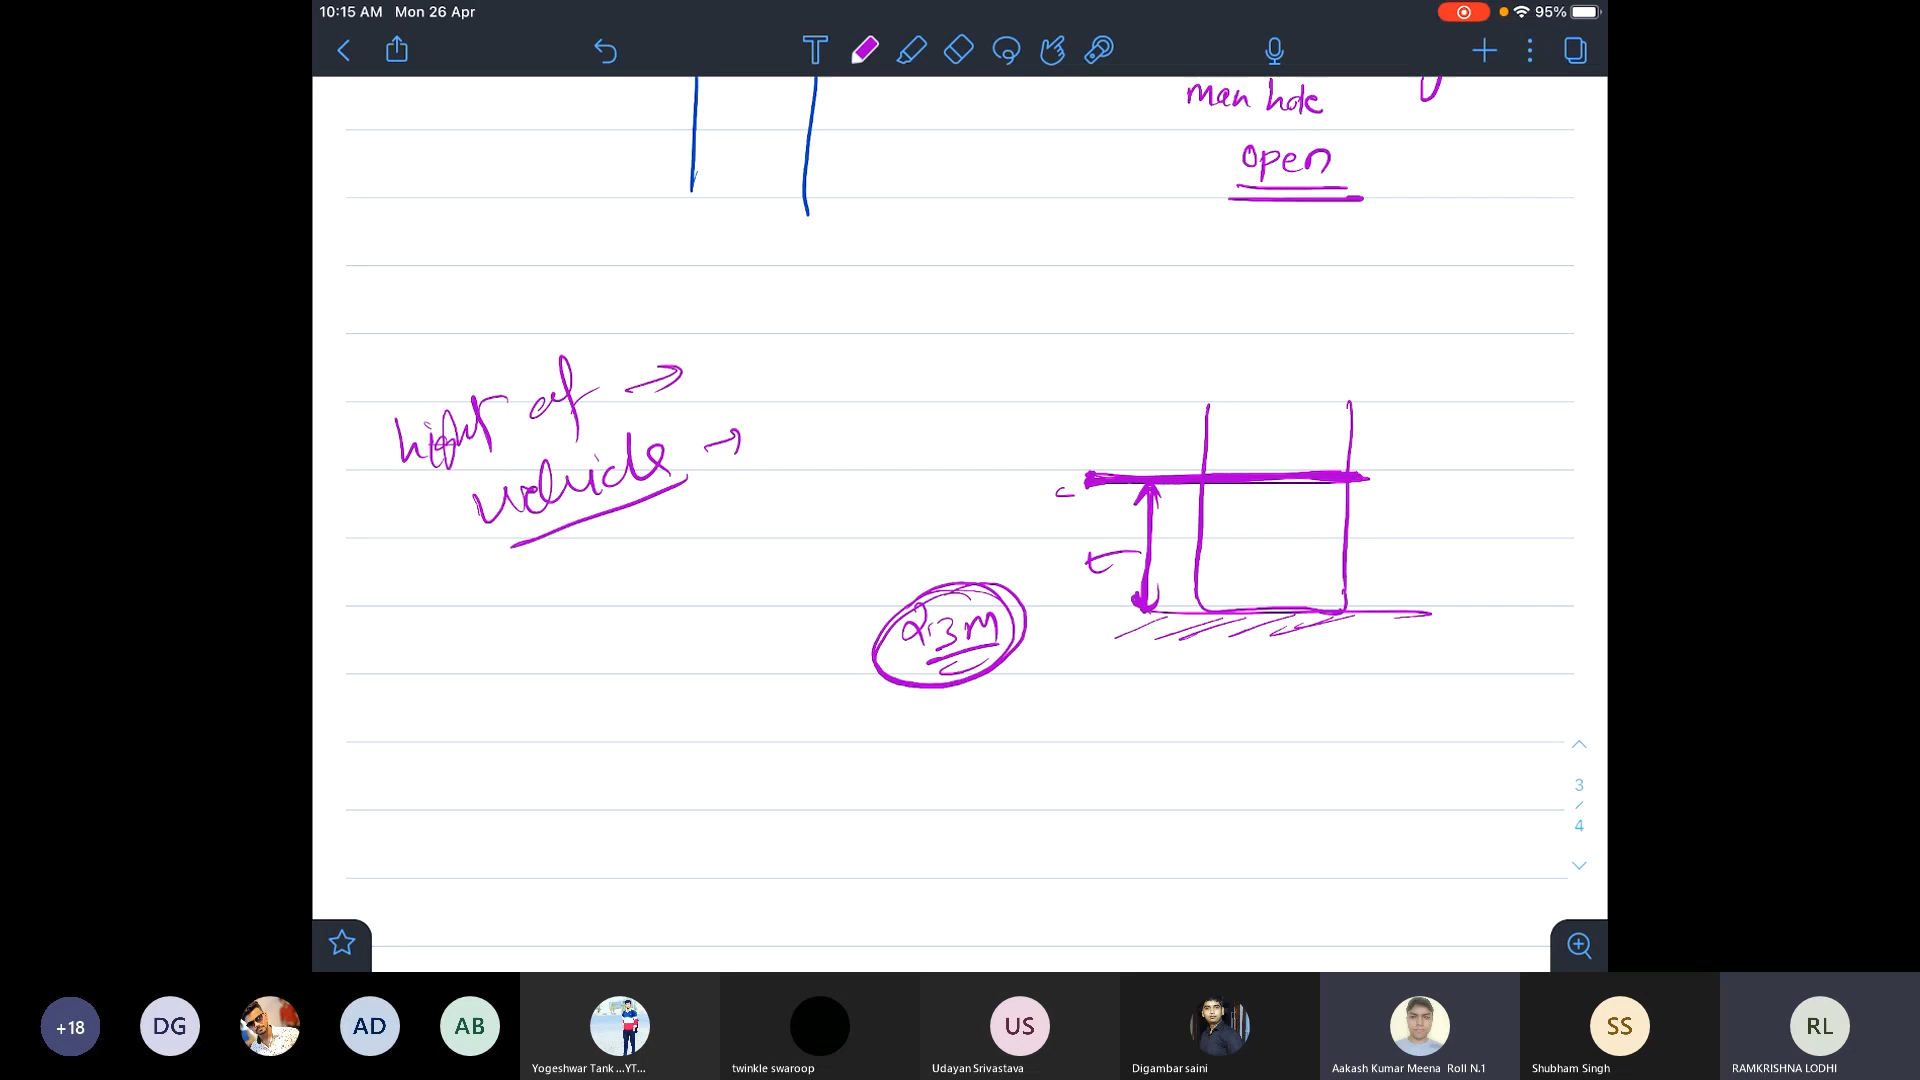 10:15 AM Mon 26 Apr
95%
man hole
open
hight of →
vehicle →
2.3m
3
/
4
+18
DG
AD
AB
US
SS
RL
Yogeshwar Tank ...YT...
twinkle swaroop
Udayan Srivastava
Digambar saini
Aakash Kumar Meena Roll N.1
Shubham Singh
RAMKRISHNA LODHI